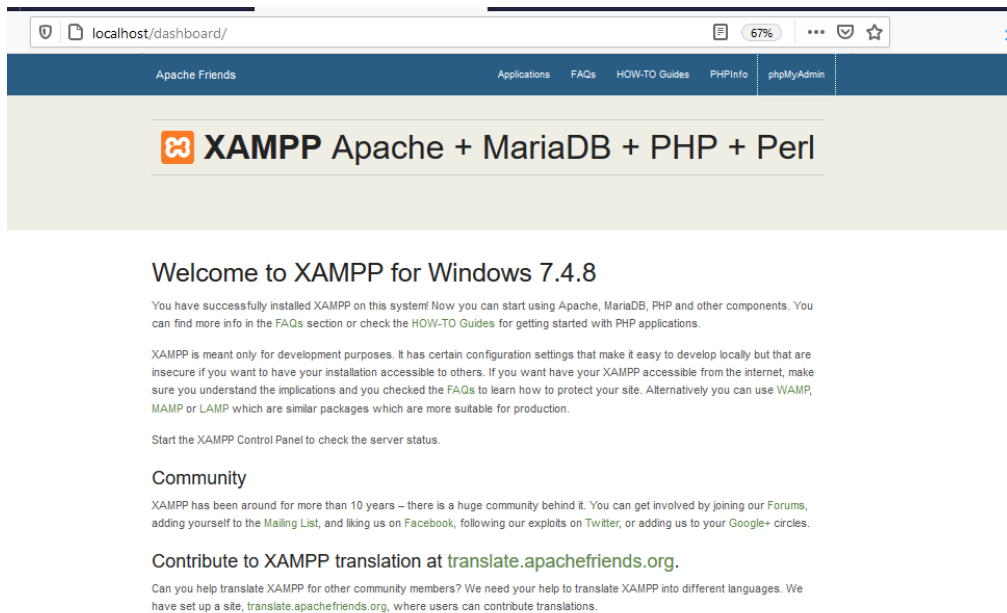 localhost/dashboard/
67%
Apache Friends
Applications FAQs HOW-TO Guides PHPInfo phpMyAdmin
XAMPP Apache + MariaDB + PHP + Perl
Welcome to XAMPP for Windows 7.4.8
You have successfully installed XAMPP on this system! Now you can start using Apache, MariaDB, PHP and other components. You
can find more info in the FAQs section or check the HOW-TO Guides for getting started with PHP applications.
XAMPP is meant only for development purposes. It has certain configuration settings that make it easy to develop locally but that are
insecure if you want to have your installation accessible to others. If you want have your XAMPP accessible from the internet, make
sure you understand the implications and you checked the FAQs to learn how to protect your site. Alternatively you can use WAMP,
MAMP or LAMP which are similar packages which are more suitable for production.
Start the XAMPP Control Panel to check the server status.
Community
XAMPP has been around for more than 10 years – there is a huge community behind it. You can get involved by joining our Forums,
adding yourself to the Mailing List, and liking us on Facebook, following our exploits on Twitter, or adding us to your Google+ circles.
Contribute to XAMPP translation at translate.apachefriends.org.
Can you help translate XAMPP for other community members? We need your help to translate XAMPP into different languages. We
have set up a site, translate.apachefriends.org, where users can contribute translations.